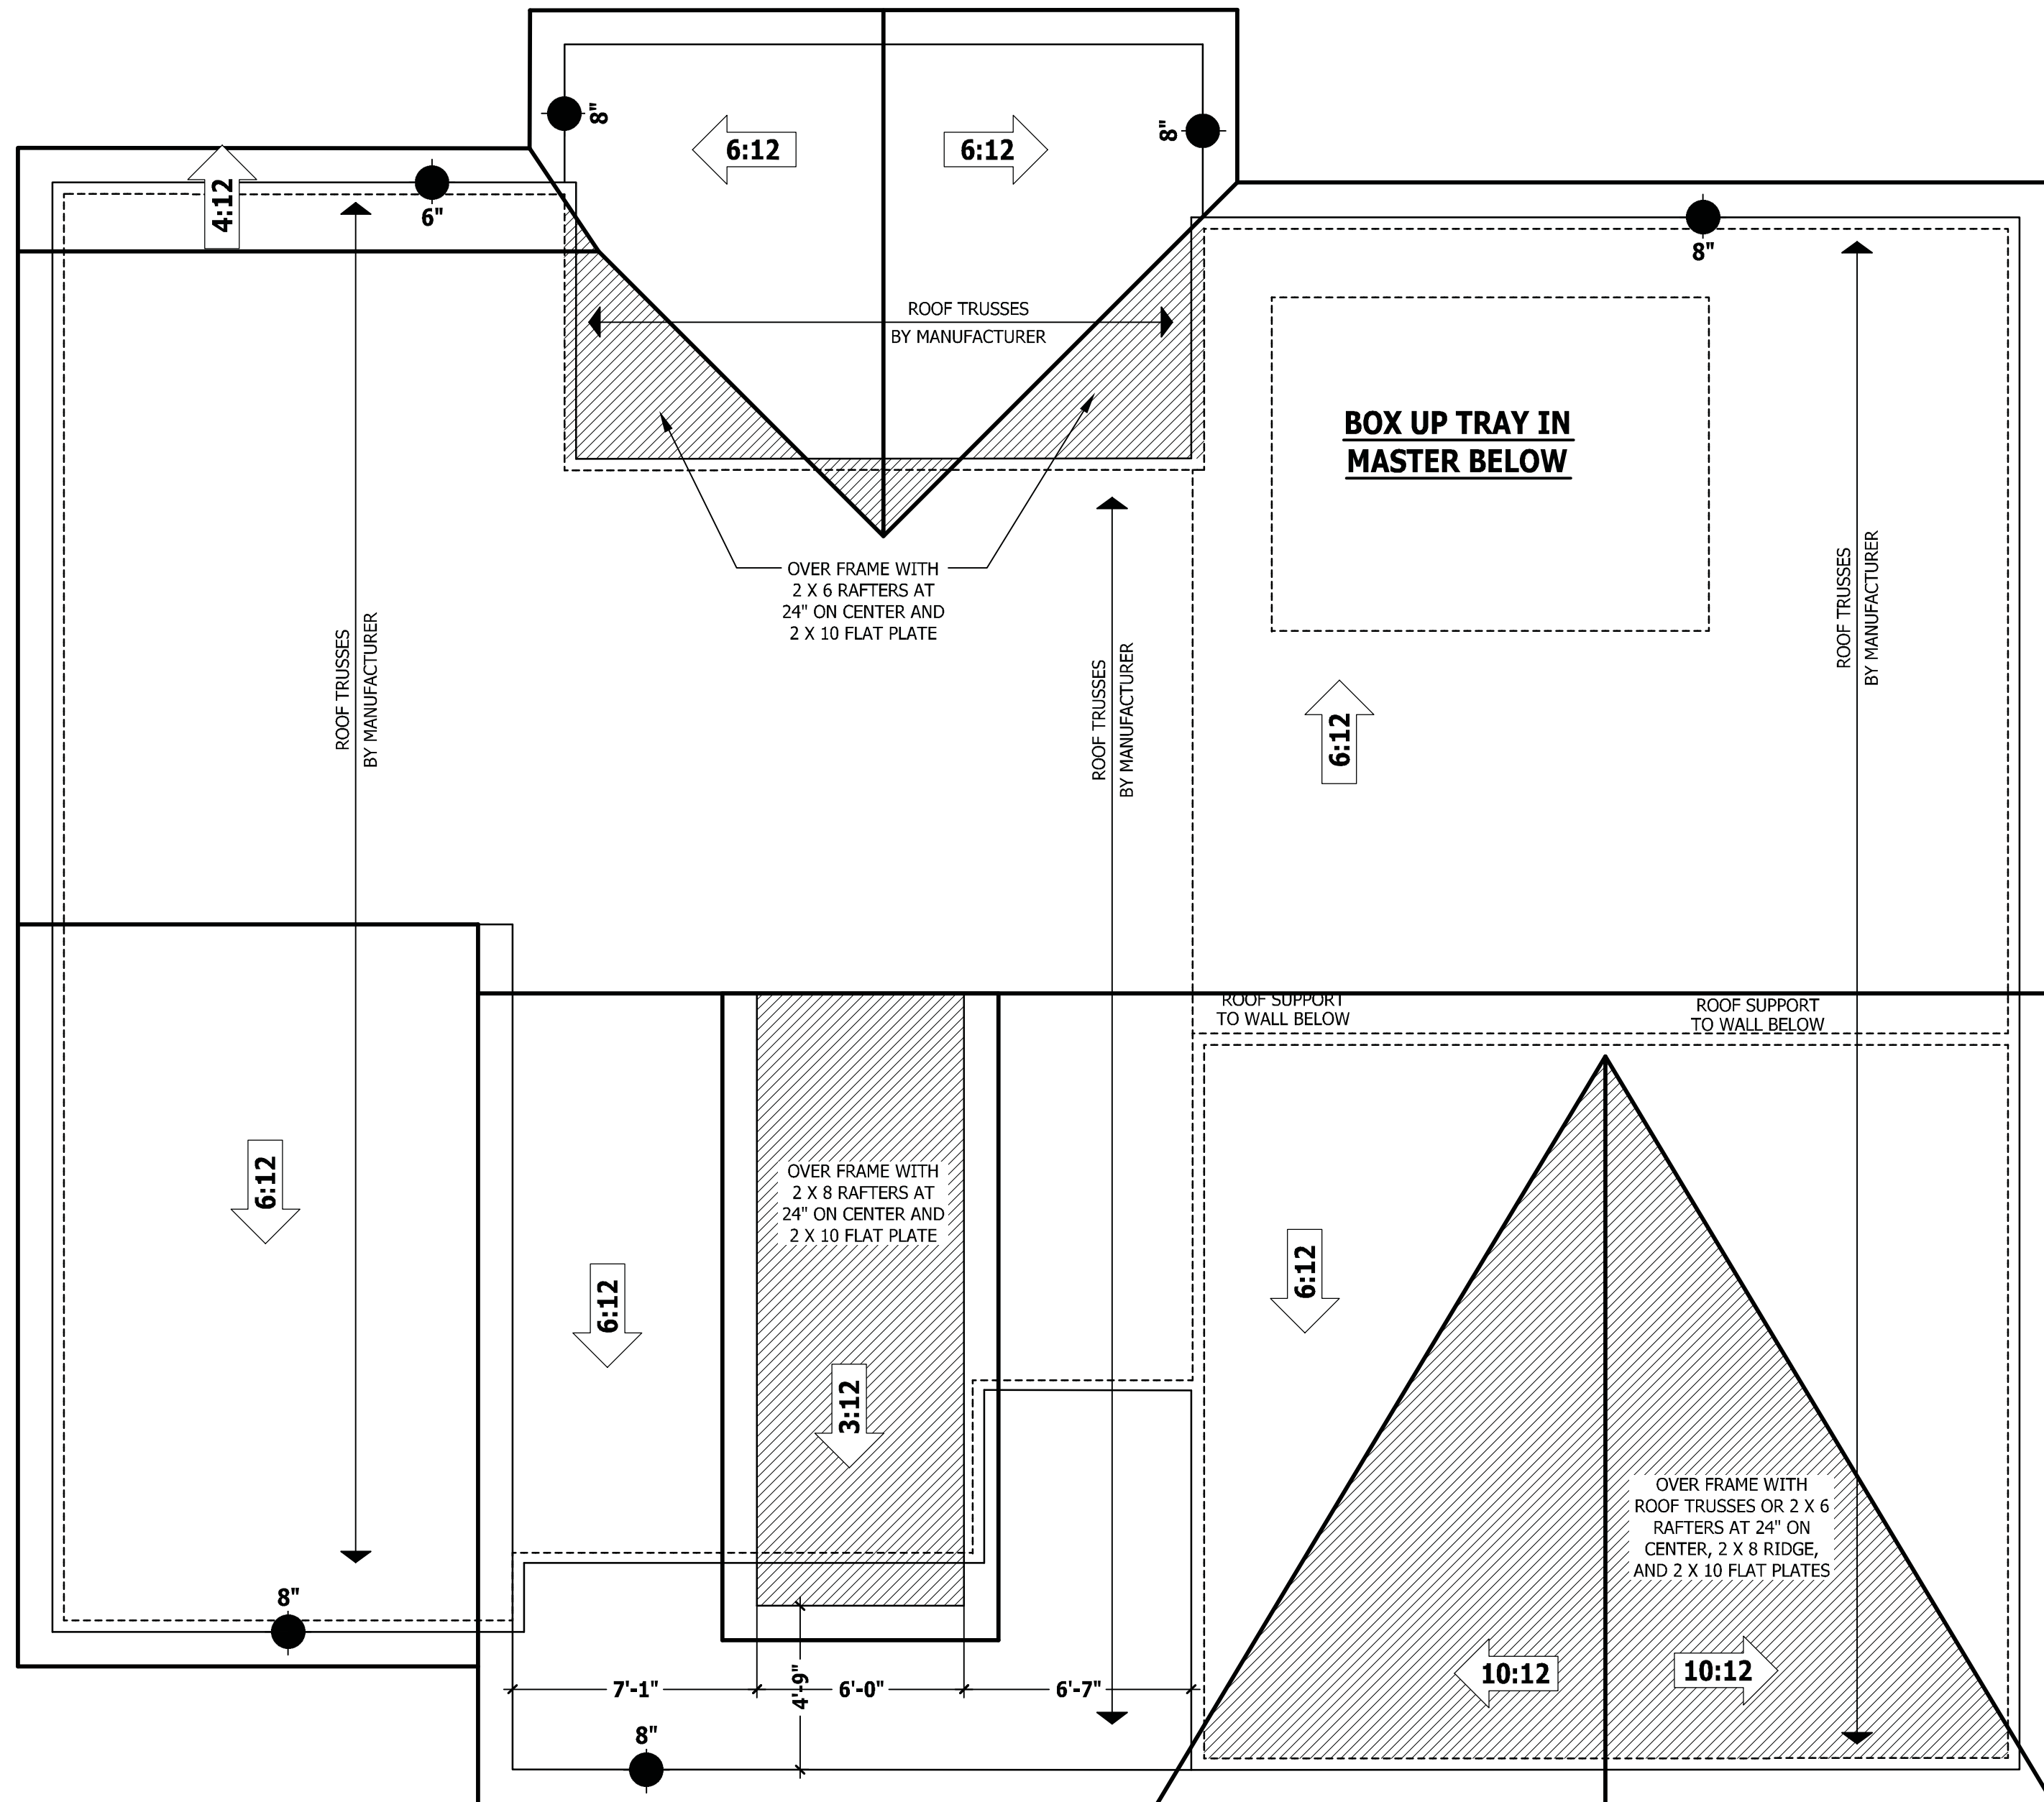 8"
8"
6:12
6:12
4:12
6"
8"
ROOF TRUSSES
BY MANUFACTURER
BOX UP TRAY IN
MASTER BELOW
OVER FRAME WITH
2 X 6 RAFTERS AT
24" ON CENTER AND
2 X 10 FLAT PLATE
ROOF TRUSSES
BY MANUFACTURER
ROOF TRUSSES
BY MANUFACTURER
ROOF TRUSSES
BY MANUFACTURER
6:12
ROOF SUPPORT
TO WALL BELOW
ROOF SUPPORT
TO WALL BELOW
6:12
OVER FRAME WITH
2 X 8 RAFTERS AT
24" ON CENTER AND
2 X 10 FLAT PLATE
6:12
6:12
3:12
OVER FRAME WITH
ROOF TRUSSES OR 2 X 6
RAFTERS AT 24" ON
CENTER, 2 X 8 RIDGE,
AND 2 X 10 FLAT PLATES
8"
10:12
10:12
7'-1"
6'-0"
6'-7"
4'-9"
8"